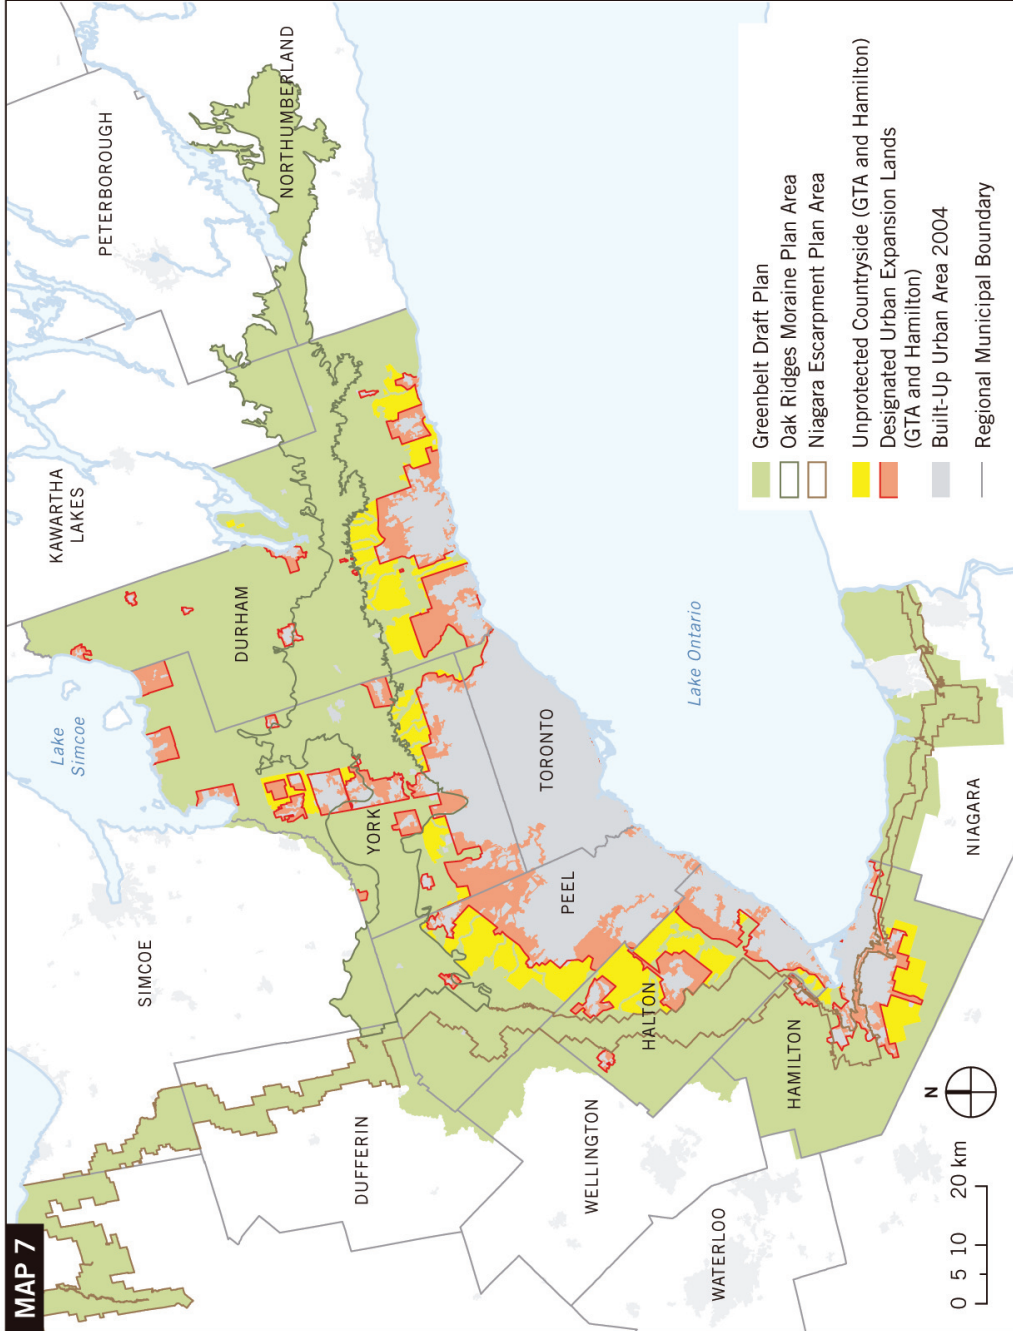 MAP 7
PETERBOROUGH
NORTHUMBERLAND
KAWARTHA
LAKES
DURHAM
Lake
Simcoe
YORK
SIMCOE
TORONTO
PEEL
Lake Ontario
HALTON
DUFFERIN
WELLINGTON
HAMILTON
WATERLOO
NIAGARA
Greenbelt Draft Plan
Oak Ridges Moraine Plan Area
Niagara Escarpment Plan Area
Unprotected Countryside (GTA and Hamilton)
Designated Urban Expansion Lands
(GTA and Hamilton)
Built-Up Urban Area 2004
Regional Municipal Boundary
N
0 5 10 20 km